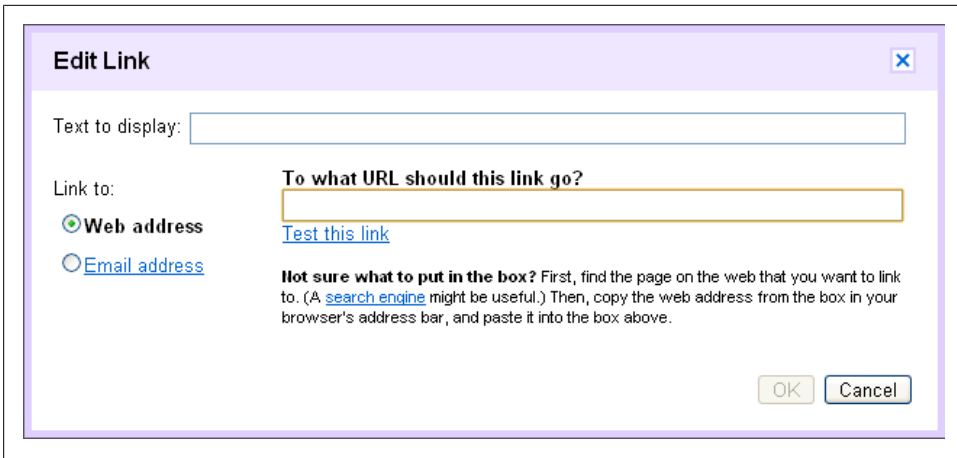 Edit Link
Text to display:
Link to:
Web address
Email address
To what URL should this link go?
Test this link
Not sure what to put in the box? First, find the page on the web that you want to link
to. (A search engine might be useful.) Then, copy the web address from the box in your
browser's address bar, and paste it into the box above.
OK
Cancel